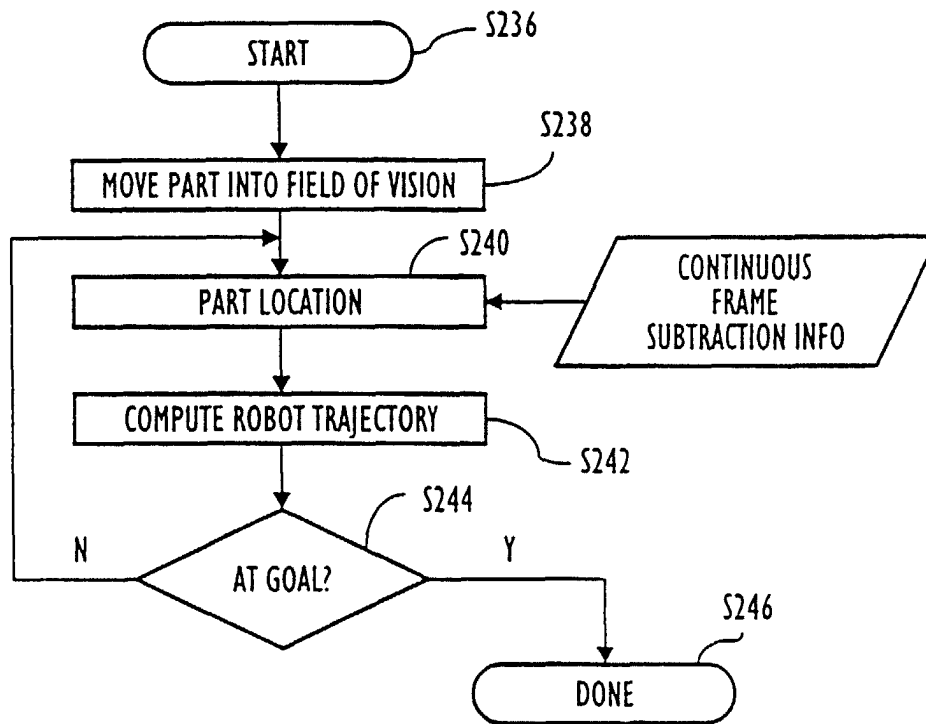 START
S236
S238
MOVE PART INTO FIELD OF VISION
S240
PART LOCATION
CONTINUOUS
FRAME
SUBTRACTION INFO
COMPUTE ROBOT TRAJECTORY
S242
S244
N
AT GOAL?
Y
S246
DONE